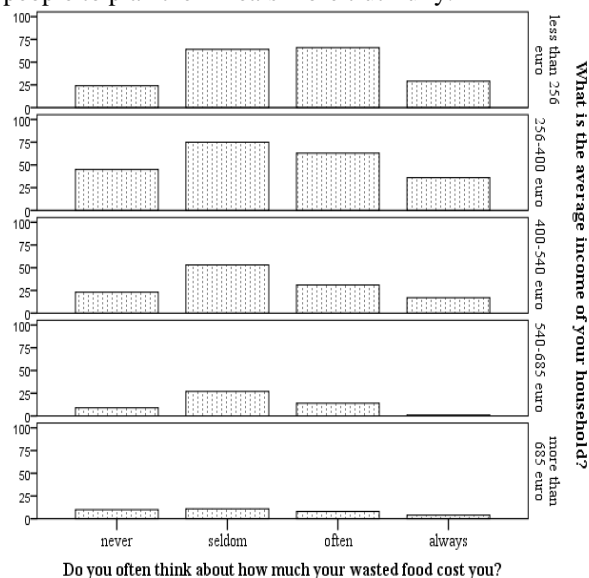 100
75
50
25
0
less than 256
euro
100
75
50
25
0
256-400 euro
100
75
50
25
0
400-540 euro
100
75
50
25
0
540-685 euro
100
75
50
25
0
more than
685 euro
What is the average income of your household?
never seldom often always
Do you often think about how much your wasted food cost you?